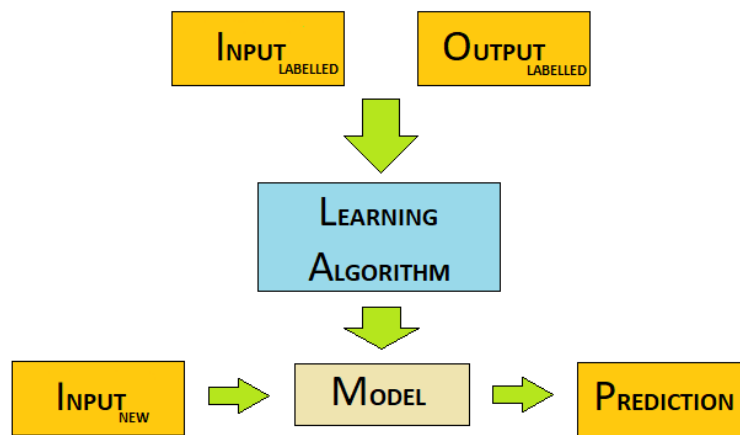 INPUT LABELLED
OUTPUT LABELLED
LEARNING
ALGORITHM
INPUT NEW
MODEL
PREDICTION